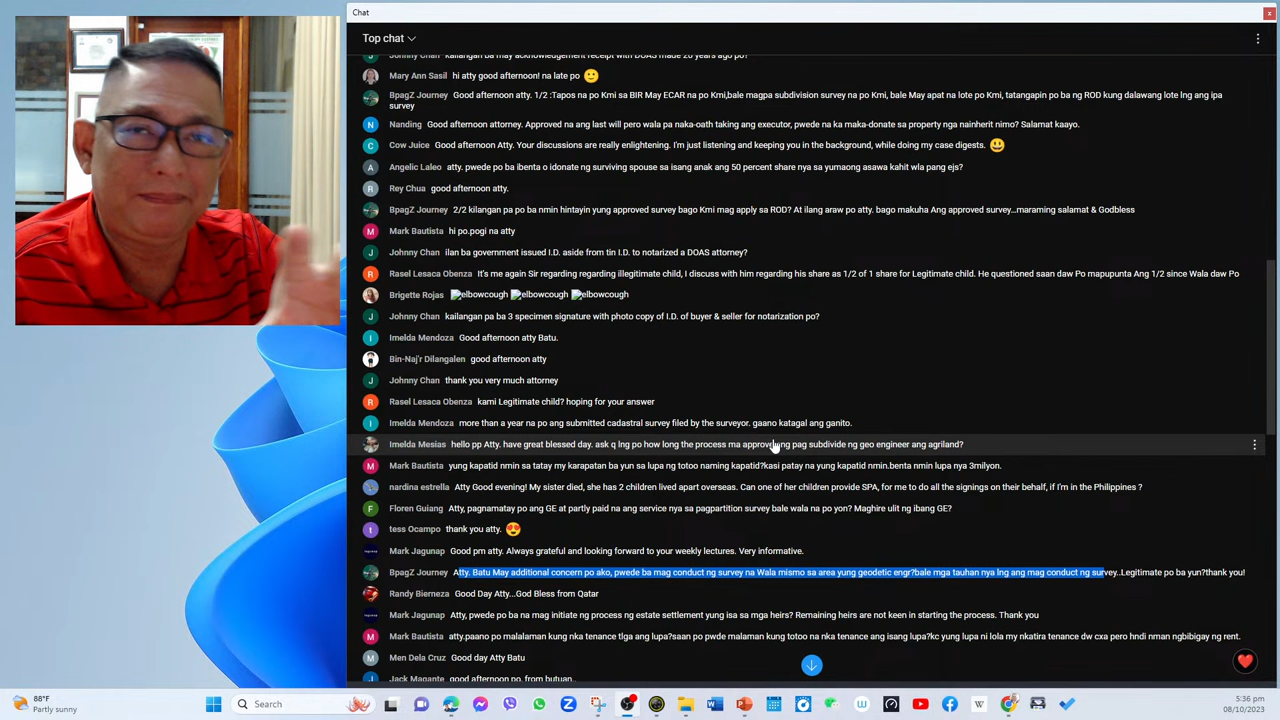 Chat
Top chat
Johnny Chan kailangan ba may acknowledgement receipt with DOAS made 20 years ago po?
Mary Ann Sasil hi atty good afternoon! na late po 🙂
BpagZ Journey Good afternoon atty. 1/2 :Tapos na po Kmi sa BIR May ECAR na po Kmi,bale magpa subdivision survey na po Kmi, bale May apat na lote po Kmi, tatangapin po ba ng ROD kung dalawang lote lng ang ipa
survey
N Nanding Good afternoon attorney. Approved na ang last will pero wala pa naka-oath taking ang executor, pwede na ka maka-donate sa property nga nainherit nimo? Salamat kaayo.
C Cow Juice Good afternoon Atty. Your discussions are really enlightening. I'm just listening and keeping you in the background, while doing my case digests. 😃
A Angelic Laleo atty. pwede po ba ibenta o idonate ng surviving spouse sa isang anak ang 50 percent share nya sa yumaong asawa kahit wla pang ejs?
R Rey Chua good afternoon atty.
BpagZ Journey 2/2 kilangan pa po ba nmin hintayin yung approved survey bago Kmi mag apply sa ROD? At ilang araw po atty. bago makuha Ang approved survey...maraming salamat & Godbless
M Mark Bautista hi po.pogi na atty
J Johnny Chan ilan ba government issued I.D. aside from tin I.D. to notarized a DOAS attorney?
R Rasel Lesaca Obenza It's me again Sir regarding regarding illegitimate child, I discuss with him regarding his share as 1/2 of 1 share for Legitimate child. He questioned saan daw Po mapupunta Ang 1/2 since Wala daw Po
Brigette Rojas elbowcough elbowcough elbowcough
J Johnny Chan kailangan pa ba 3 specimen signature with photo copy of I.D. of buyer & seller for notarization po?
I Imelda Mendoza Good afternoon atty Batu.
Bin-Naj'r Dilangalen good afternoon atty
J Johnny Chan thank you very much attorney
R Rasel Lesaca Obenza kami Legitimate child? hoping for your answer
I Imelda Mendoza more than a year na po ang submitted cadastral survey filed by the surveyor. gaano katagal ang ganito.
Imelda Mesias hello pp Atty. have great blessed day. ask q lng po how long the process ma approve ung pag subdivide ng geo engineer ang agriland?
M Mark Bautista yung kapatid nmin sa tatay my karapatan ba yun sa lupa ng totoo naming kapatid?kasi patay na yung kapatid nmin.benta nmin lupa nya 3milyon.
nardina estrella Atty Good evening! My sister died, she has 2 children lived apart overseas. Can one of her children provide SPA, for me to do all the signings on their behalf, if I'm in the Philippines ?
F Floren Guiang Atty, pagnamatay po ang GE at partly paid na ang service nya sa pagpartition survey bale wala na po yon? Maghire ulit ng ibang GE?
t tess Ocampo thank you atty. 😍
Mark Jagunap Good pm atty. Always grateful and looking forward to your weekly lectures. Very informative.
BpagZ Journey Atty. Batu May additional concern po ako, pwede ba mag conduct ng survey na Wala mismo sa area yung geodetic engr?bale mga tauhan nya lng ang mag conduct ng survey..Legitimate po ba yun?thank you!
Randy Bierneza Good Day Atty...God Bless from Qatar
Mark Jagunap Atty, pwede po ba na mag initiate ng process ng estate settlement yung isa sa mga heirs? Remaining heirs are not keen in starting the process. Thank you
M Mark Bautista atty.paano po malalaman kung nka tenance tlga ang lupa?saan po pwde malaman kung totoo na nka tenance ang isang lupa?kc yung lupa ni lola my nkatira tenance dw cxa pero hndi nman ngbibigay ng rent.
Men Dela Cruz Good day Atty Batu
Jack Magante good afternoon po, from butuan..
88°F
Partly sunny
Search
5:36 pm
08/10/2023